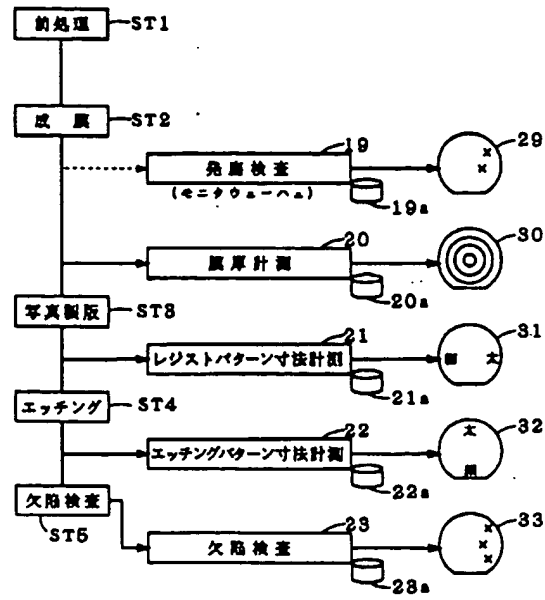 前処理 ST1
成膜 ST2
19 29
発塵検査
(モニタウェーハ)
19a
20 30
膜厚計測
20a
写真製版 ST3
21 31
レジストパターン寸法計測
細 太
21a
エッチング ST4
22 32
太
エッチングパターン寸法計測
細
22a
欠陥検査
ST5
23 33
欠陥検査
23a